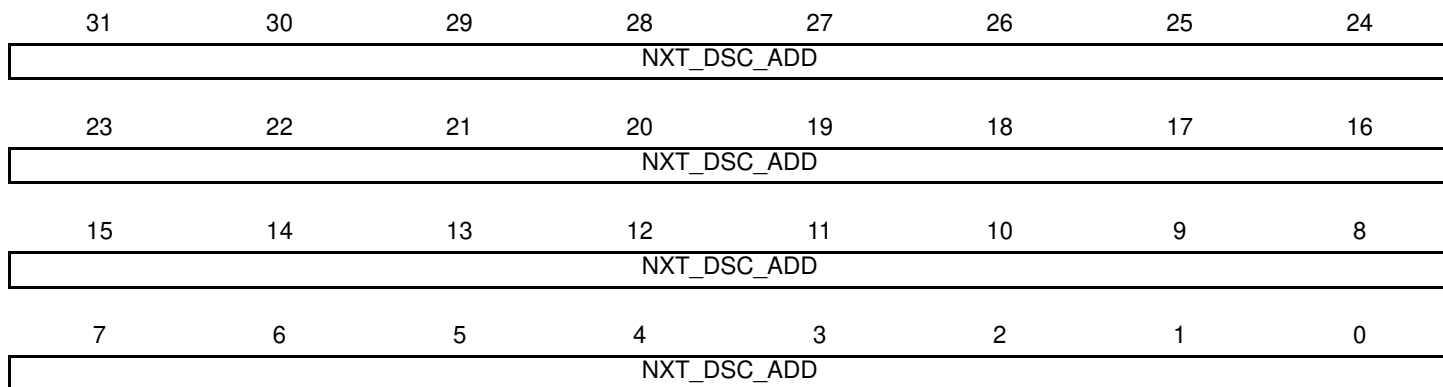 31 30 29 28 27 26 25 24
NXT_DSC_ADD
23 22 21 20 19 18 17 16
NXT_DSC_ADD
15 14 13 12 11 10 9 8
NXT_DSC_ADD
7 6 5 4 3 2 1 0
NXT_DSC_ADD